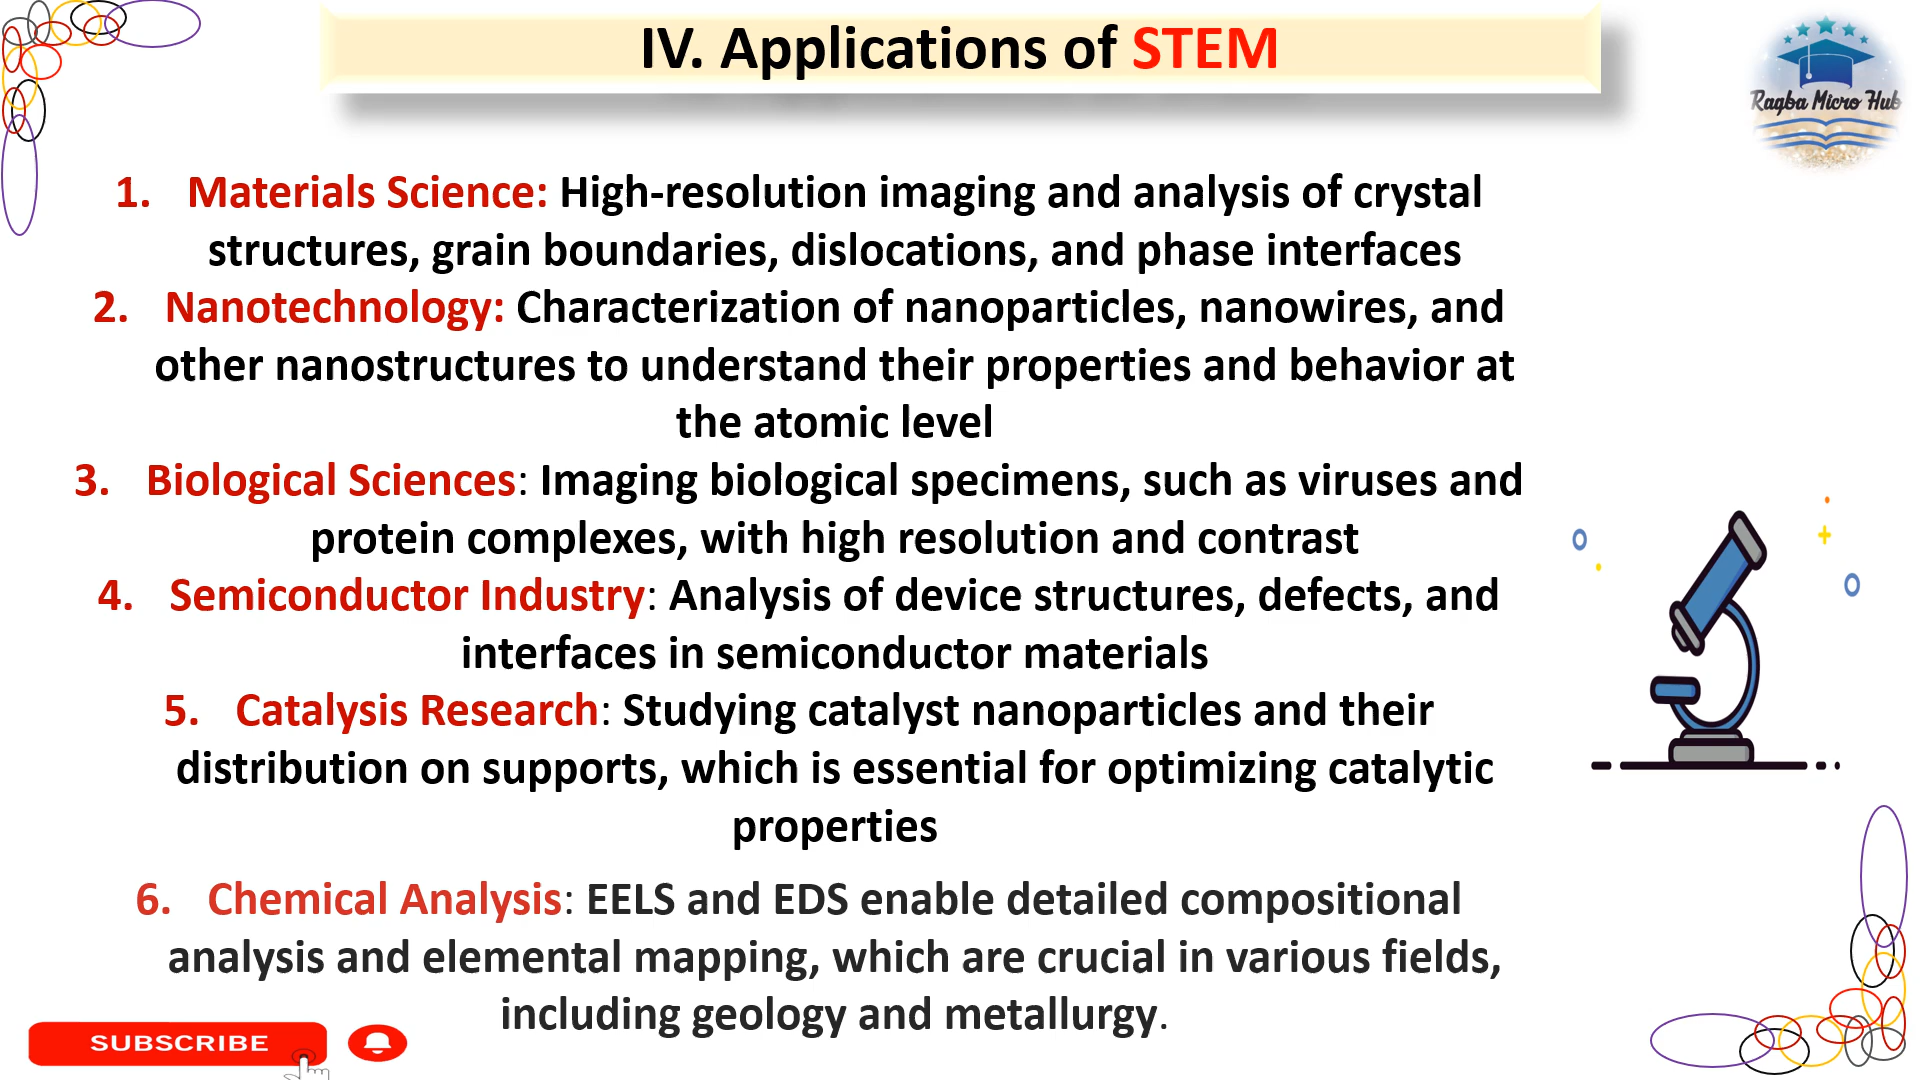 IV. Applications of STEM
Ragba Micro Hub
1. Materials Science: High-resolution imaging and analysis of crystal
structures, grain boundaries, dislocations, and phase interfaces
2. Nanotechnology: Characterization of nanoparticles, nanowires, and
other nanostructures to understand their properties and behavior at
the atomic level
3. Biological Sciences: Imaging biological specimens, such as viruses and
protein complexes, with high resolution and contrast
4. Semiconductor Industry: Analysis of device structures, defects, and
interfaces in semiconductor materials
5. Catalysis Research: Studying catalyst nanoparticles and their
distribution on supports, which is essential for optimizing catalytic
properties
6. Chemical Analysis: EELS and EDS enable detailed compositional
analysis and elemental mapping, which are crucial in various fields,
including geology and metallurgy.
SUBSCRIBE